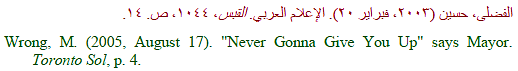 الفضلي، حسين (٢٠٠٣، فبراير ٢٠). الإعلام العربي. القبس، ١٠٤٤، ص. ١٤.
Wrong, M. (2005, August 17). "Never Gonna Give You Up" says Mayor.
Toronto Sol, p. 4.